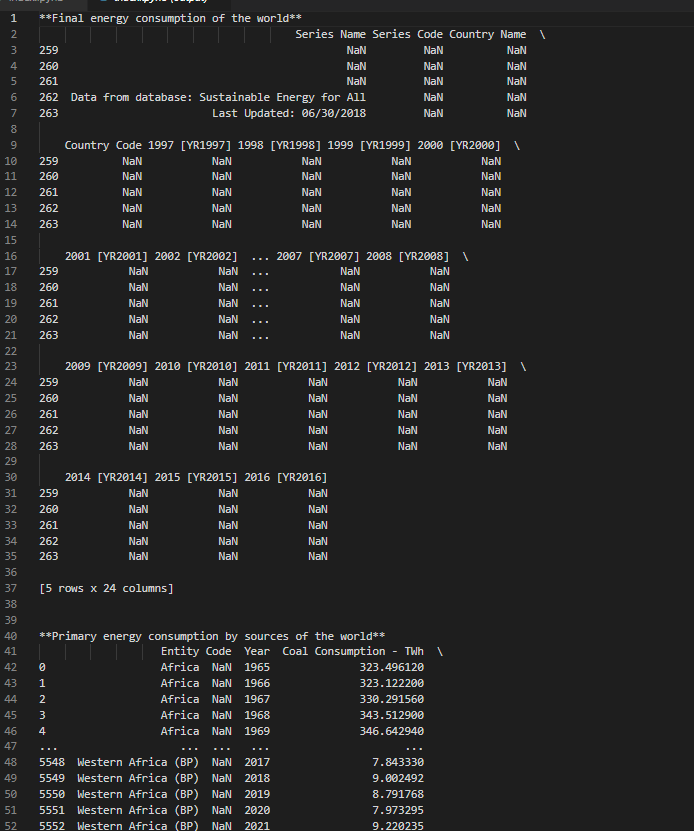 1 **Final energy consumption of the world**
2 Series Name Series Code Country Name \
3 259 NaN NaN NaN
4 260 NaN NaN NaN
5 261 NaN NaN NaN
6 262 Data from database: Sustainable Energy for All NaN NaN
7 263 Last Updated: 06/30/2018 NaN NaN
8
9 Country Code 1997 [YR1997] 1998 [YR1998] 1999 [YR1999] 2000 [YR2000] \
10 259 NaN NaN NaN NaN NaN
11 260 NaN NaN NaN NaN NaN
12 261 NaN NaN NaN NaN NaN
13 262 NaN NaN NaN NaN NaN
14 263 NaN NaN NaN NaN NaN
15
16 2001 [YR2001] 2002 [YR2002] ... 2007 [YR2007] 2008 [YR2008] \
17 259 NaN NaN ... NaN NaN
18 260 NaN NaN ... NaN NaN
19 261 NaN NaN ... NaN NaN
20 262 NaN NaN ... NaN NaN
21 263 NaN NaN ... NaN NaN
22
23 2009 [YR2009] 2010 [YR2010] 2011 [YR2011] 2012 [YR2012] 2013 [YR2013] \
24 259 NaN NaN NaN NaN NaN
25 260 NaN NaN NaN NaN NaN
26 261 NaN NaN NaN NaN NaN
27 262 NaN NaN NaN NaN NaN
28 263 NaN NaN NaN NaN NaN
29
30 2014 [YR2014] 2015 [YR2015] 2016 [YR2016]
31 259 NaN NaN NaN
32 260 NaN NaN NaN
33 261 NaN NaN NaN
34 262 NaN NaN NaN
35 263 NaN NaN NaN
36
37 [5 rows x 24 columns]
38
39
40 **Primary energy consumption by sources of the world**
41 Entity Code Year Coal Consumption - TWh \
42 0 Africa NaN 1965 323.496120
43 1 Africa NaN 1966 323.122200
44 2 Africa NaN 1967 330.291560
45 3 Africa NaN 1968 343.512900
46 4 Africa NaN 1969 346.642940
47 ... ... ... ... ...
48 5548 Western Africa (BP) NaN 2017 7.843330
49 5549 Western Africa (BP) NaN 2018 9.002492
50 5550 Western Africa (BP) NaN 2019 8.791768
51 5551 Western Africa (BP) NaN 2020 7.973295
52 5552 Western Africa (BP) NaN 2021 9.220235